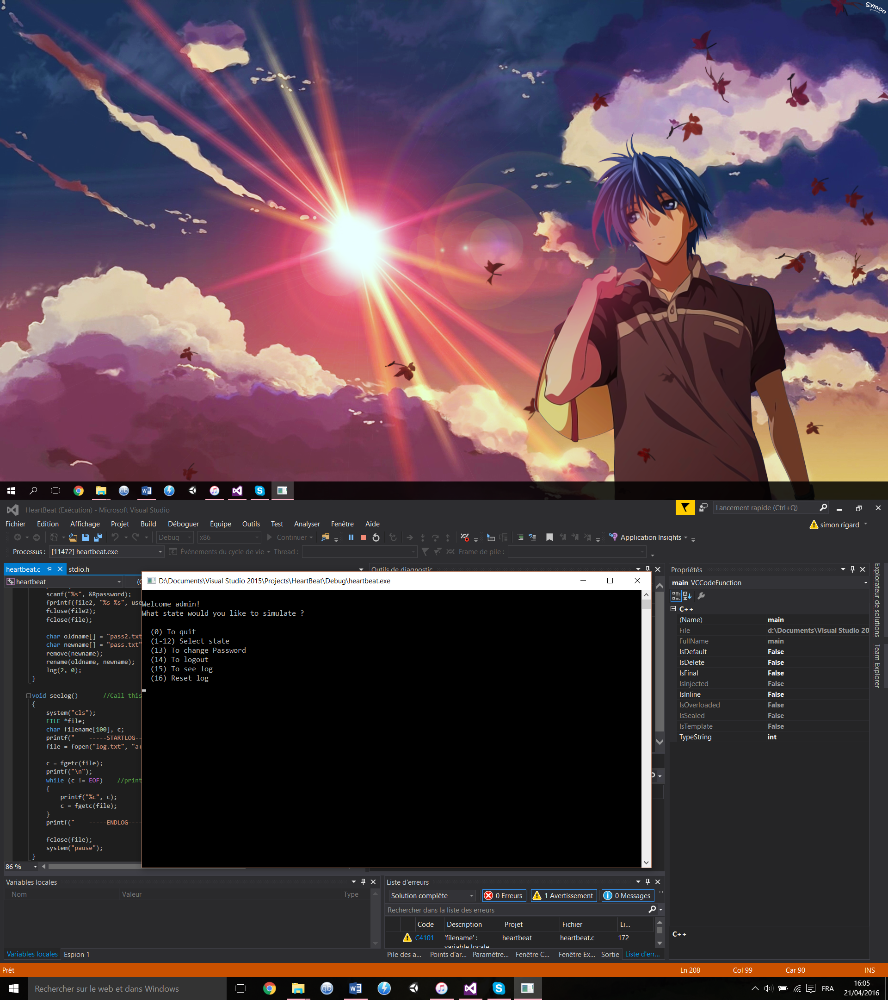 Symon
HeartBeat (Exécution) - Microsoft Visual Studio
Lancement rapide (Ctrl+Q)
Fichier Edition Affichage Projet Build Déboguer Équipe Outils Test Analyser Fenêtre Aide
simon rigard
Debug x86 Continuer Application Insights
Processus : [11472] heartbeat.exe Événements du cycle de vie Thread : Frame de pile :
heartbeat.c stdio.h
Outils de diagnostic
heartbeat
scanf("%s", &Rpassword);
fprintf(file2, "%s %s", use
fclose(file2);
fclose(file);
char oldname[] = "pass2.txt
char newname[] = "pass.txt"
remove(newname);
rename(oldname, newname);
log(2, 0);
}
void seelog() //Call this
{
system("cls");
FILE *file;
char filename[100], c;
printf(" -----STARTLOG--
file = fopen("log.txt", "a+
c = fgetc(file);
printf("\n");
while (c != EOF) //print
{
printf("%c", c);
c = fgetc(file);
}
printf(" -----ENDLOG----
fclose(file);
system("pause");
}
86 %
D:\Documents\Visual Studio 2015\Projects\HeartBeat\Debug\heartbeat.exe
Welcome admin!
What state would you like to simulate ?
(0) To quit
(1-12) Select state
(13) To change Password
(14) To logout
(15) To see log
(16) Reset log
Propriétés
main VCCodeFunction
C++
(Name) main
File d:\Documents\Visual Studio 20
FullName main
IsDefault False
IsDelete False
IsFinal False
IsInjected False
IsInline False
IsOverloaded False
IsSealed False
IsTemplate False
TypeString int
C++
Explorateur de solutions
Team Explorer
Variables locales
Nom Valeur Type
Variables locales Espion 1
Liste d'erreurs
Solution complète 0 Erreurs 1 Avertissement 0 Messages
Rechercher dans la liste des erreurs
Code Description Projet Fichier Li...
C4101 'filename' : heartbeat heartbeat.c 172
variable locale
Pile des a... Points d'ar... Paramètre... Fenêtre C... Fenêtre Ex... Sortie Liste d'err...
Prêt Ln 208 Col 99 Car 90 INS
Rechercher sur le web et dans Windows
FRA
16:05
21/04/2016